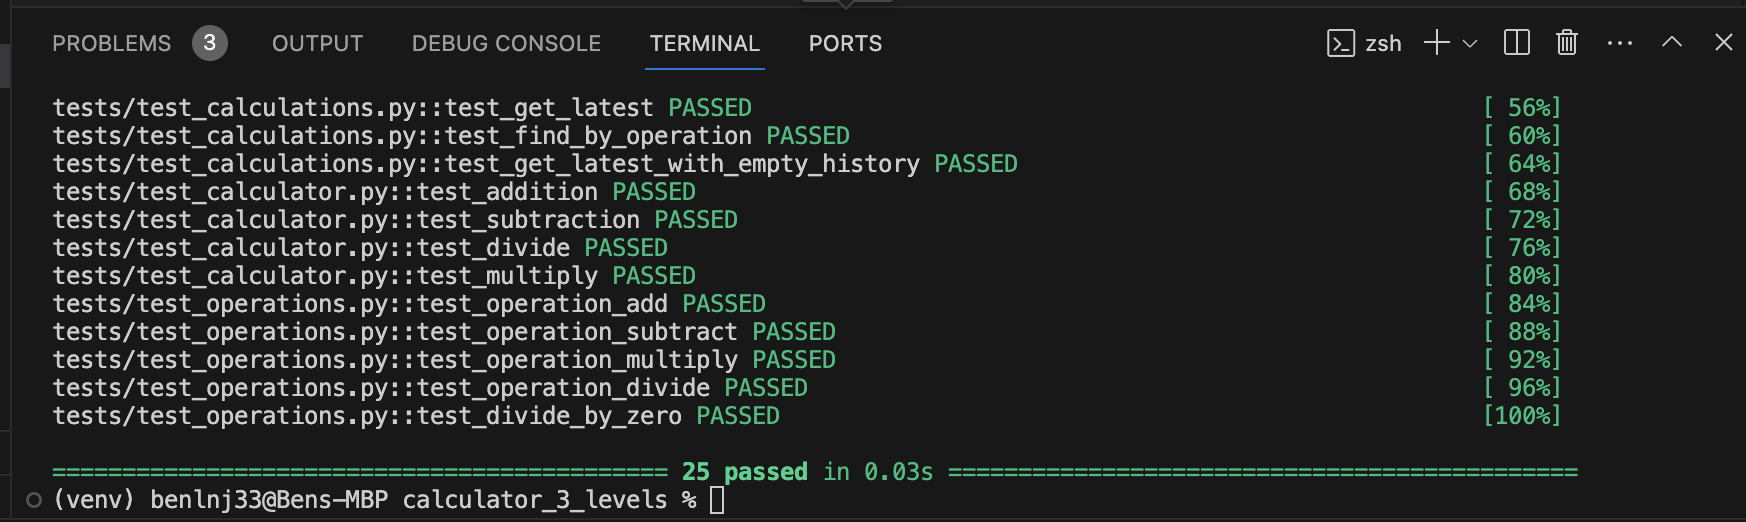 PROBLEMS 3 OUTPUT DEBUG CONSOLE TERMINAL PORTS zsh
tests/test_calculations.py::test_get_latest PASSED [ 56%]
tests/test_calculations.py::test_find_by_operation PASSED [ 60%]
tests/test_calculations.py::test_get_latest_with_empty_history PASSED [ 64%]
tests/test_calculator.py::test_addition PASSED [ 68%]
tests/test_calculator.py::test_subtraction PASSED [ 72%]
tests/test_calculator.py::test_divide PASSED [ 76%]
tests/test_calculator.py::test_multiply PASSED [ 80%]
tests/test_operations.py::test_operation_add PASSED [ 84%]
tests/test_operations.py::test_operation_subtract PASSED [ 88%]
tests/test_operations.py::test_operation_multiply PASSED [ 92%]
tests/test_operations.py::test_operation_divide PASSED [ 96%]
tests/test_operations.py::test_divide_by_zero PASSED [100%]
============================================ 25 passed in 0.03s =============================================
(venv) benlnj33@Bens-MBP calculator_3_levels %